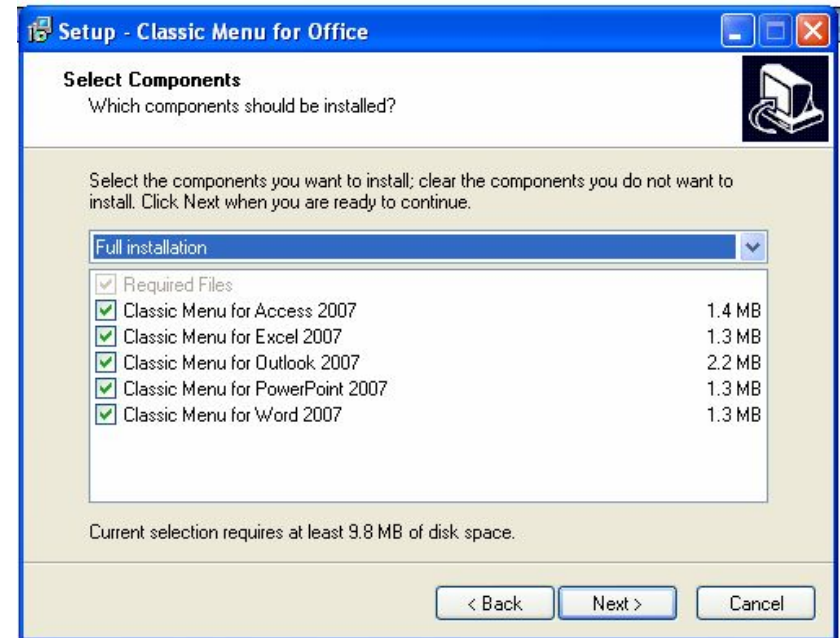 Setup - Classic Menu for Office
Select Components
Which components should be installed?
Select the components you want to install; clear the components you do not want to
install. Click Next when you are ready to continue.
Full installation
Required Files
Classic Menu for Access 2007 1.4 MB
Classic Menu for Excel 2007 1.3 MB
Classic Menu for Outlook 2007 2.2 MB
Classic Menu for PowerPoint 2007 1.3 MB
Classic Menu for Word 2007 1.3 MB
Current selection requires at least 9.8 MB of disk space.
< Back Next > Cancel